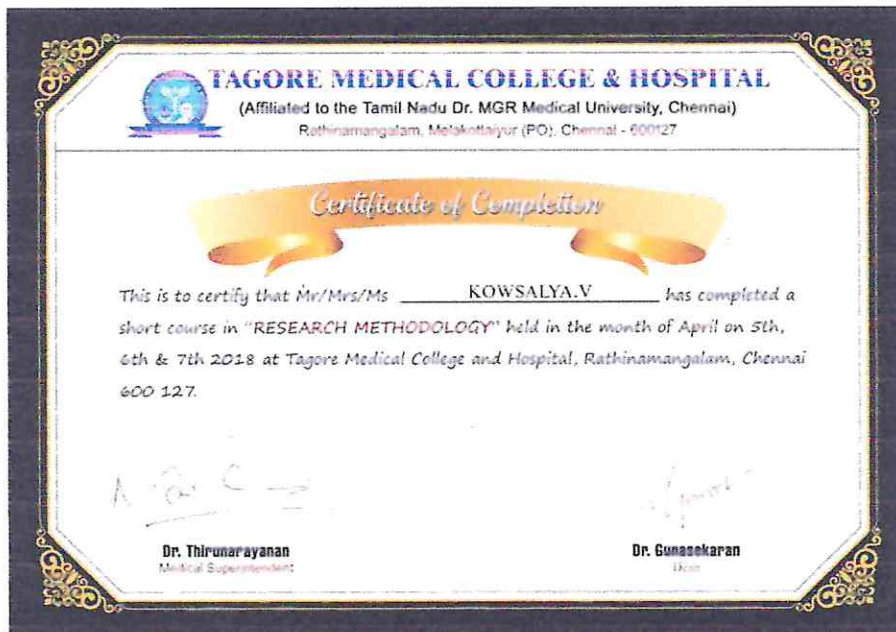 TAGORE MEDICAL COLLEGE & HOSPITAL
(Affiliated to the Tamil Nadu Dr. MGR Medical University, Chennai)
Rathinamangalam, Melakottaiyur (PO), Chennai - 600127
Certificate of Completion
This is to certify that Mr/Mrs/Ms KOWSALYA.V has completed a
short course in "RESEARCH METHODOLOGY" held in the month of April on 5th,
6th & 7th 2018 at Tagore Medical College and Hospital, Rathinamangalam, Chennai
600 127.
Dr. Thirunarayanan
Medical Superintendent
Dr. Gunasekaran
Dean